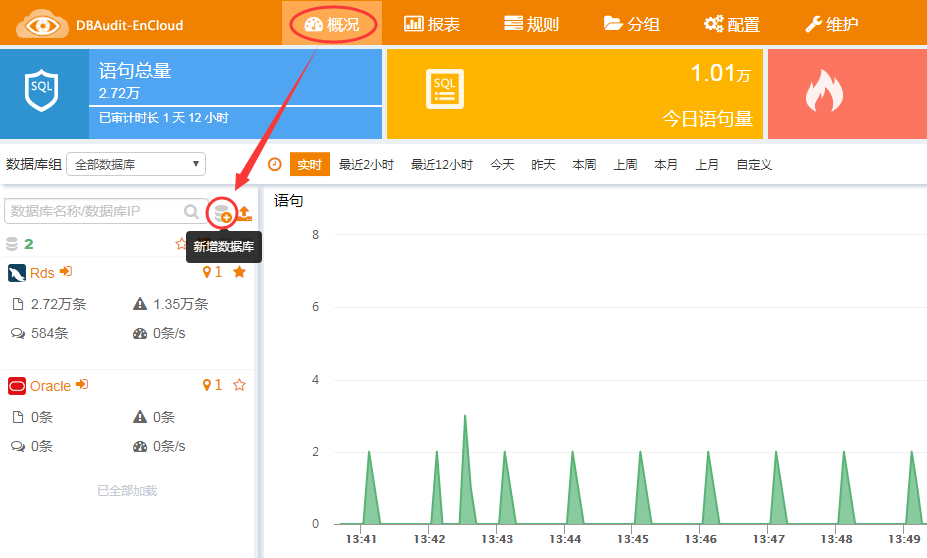 DBAudit-EnCloud 概况 报表 规则 分组 配置 维护
语句总量
2.72万
已审计时长 1 天 12 小时
SQL
SQL
1.01万
今日语句量
数据库组 全部数据库 实时 最近2小时 最近12小时 今天 昨天 本周 上周 本月 上月 自定义
数据库名称/数据库IP
新增数据库
2
Rds 1
2.72万条 1.35万条
584条 0条/s
Oracle 1
0条 0条
0条 0条/s
已全部加载
语句
8
6
4
2
0
13:41 13:42 13:43 13:44 13:45 13:46 13:47 13:48 13:49